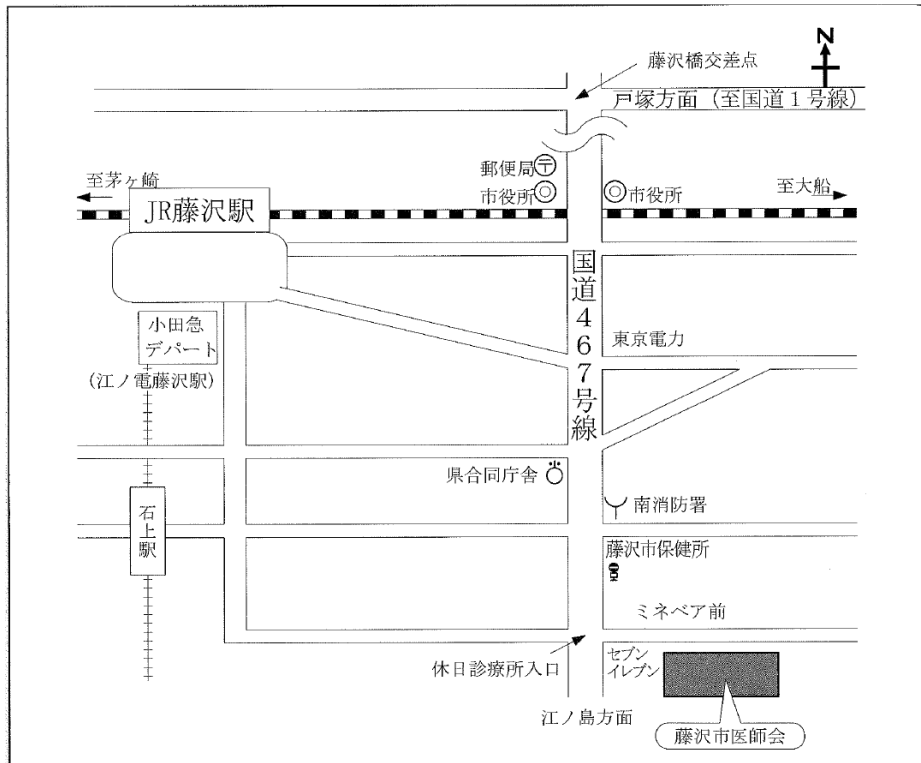 N
藤沢橋交差点
戸塚方面（至国道1号線）
郵便局
市役所
市役所
至茅ヶ崎
至大船
JR藤沢駅
国道467号線
小田急
デパート
(江ノ電藤沢駅)
東京電力
県合同庁舎
南消防署
石上駅
藤沢市保健所
ミネベア前
休日診療所入口
セブン
イレブン
江ノ島方面
藤沢市医師会